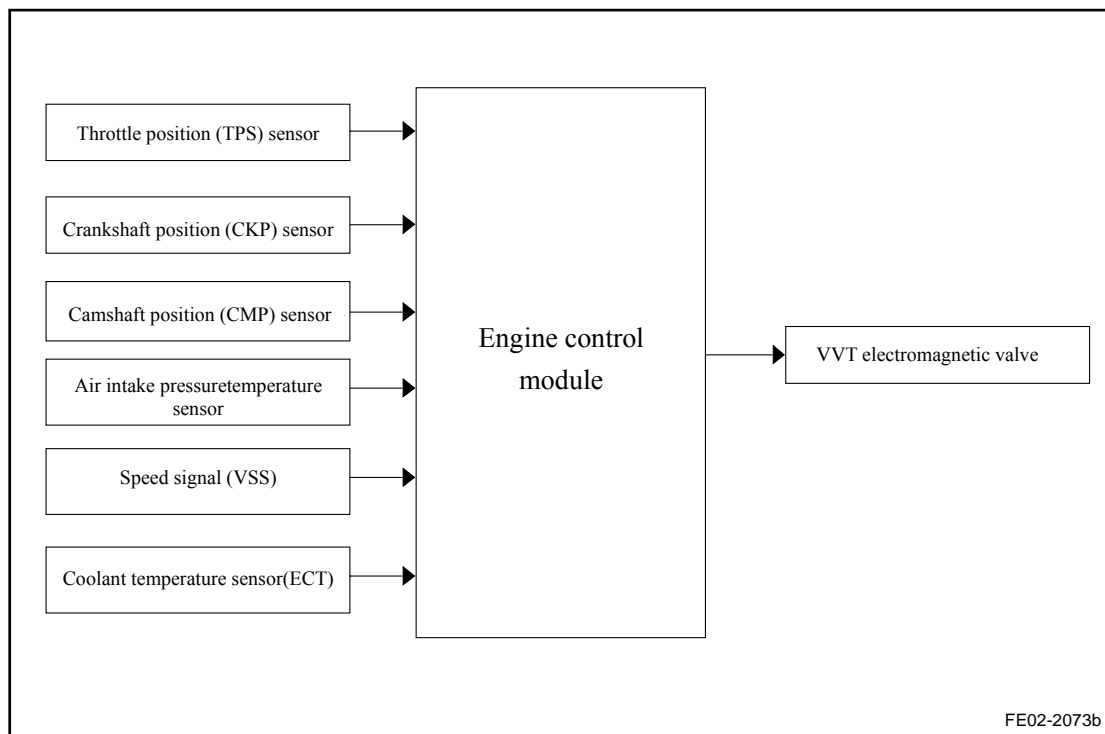 Throttle position (TPS) sensor
Crankshaft position (CKP) sensor
Camshaft position (CMP) sensor
Air intake pressuretemperature
sensor
Speed signal (VSS)
Coolant temperature sensor(ECT)
Engine control
module
VVT electromagnetic valve
FE02-2073b